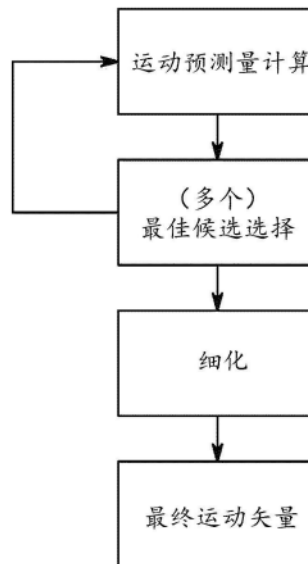 运动预测量计算
（多个）
最佳候选选择
细化
最终运动矢量